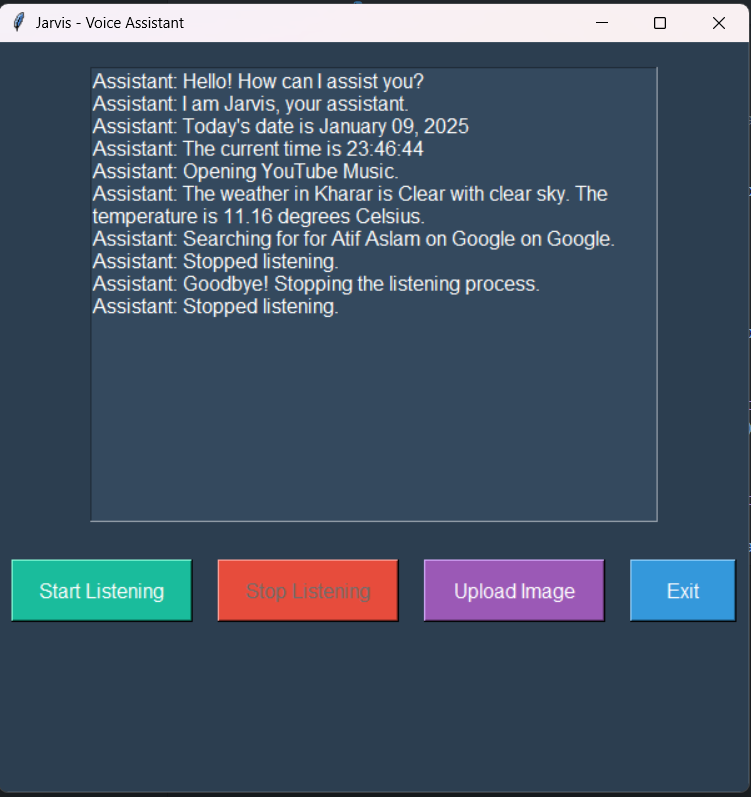 Jarvis - Voice Assistant
Assistant: Hello! How can I assist you?
Assistant: I am Jarvis, your assistant.
Assistant: Today's date is January 09, 2025
Assistant: The current time is 23:46:44
Assistant: Opening YouTube Music.
Assistant: The weather in Kharar is Clear with clear sky. The
temperature is 11.16 degrees Celsius.
Assistant: Searching for for Atif Aslam on Google on Google.
Assistant: Stopped listening.
Assistant: Goodbye! Stopping the listening process.
Assistant: Stopped listening.
Start Listening
Stop Listening
Upload Image
Exit